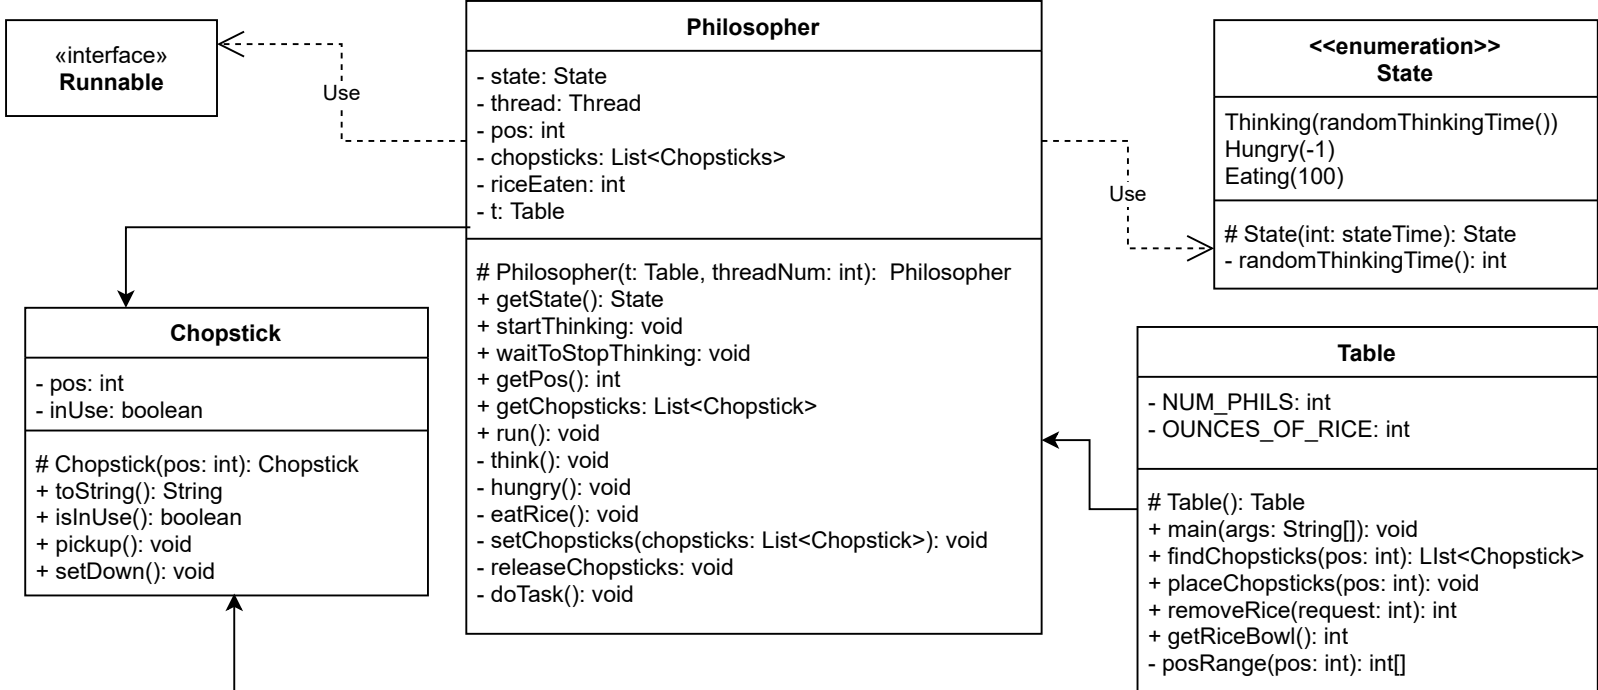 «interface»
Runnable
Use
Philosopher
- state: State
- thread: Thread
- pos: int
- chopsticks: List<Chopsticks>
- riceEaten: int
- t: Table
# Philosopher(t: Table, threadNum: int):  Philosopher
+ getState(): State
+ startThinking: void
+ waitToStopThinking: void
+ getPos(): int
+ getChopsticks: List<Chopstick>
+ run(): void
- think(): void
- hungry(): void
- eatRice(): void
- setChopsticks(chopsticks: List<Chopstick>): void
- releaseChopsticks: void
- doTask(): void
Use
<<enumeration>>
State
Thinking(randomThinkingTime())
Hungry(-1)
Eating(100)
# State(int: stateTime): State
- randomThinkingTime(): int
Chopstick
- pos: int
- inUse: boolean
# Chopstick(pos: int): Chopstick
+ toString(): String
+ isInUse(): boolean
+ pickup(): void
+ setDown(): void
Table
- NUM_PHILS: int
- OUNCES_OF_RICE: int
# Table(): Table
+ main(args: String[]): void
+ findChopsticks(pos: int): LIst<Chopstick>
+ placeChopsticks(pos: int): void
+ removeRice(request: int): int
+ getRiceBowl(): int
- posRange(pos: int): int[]